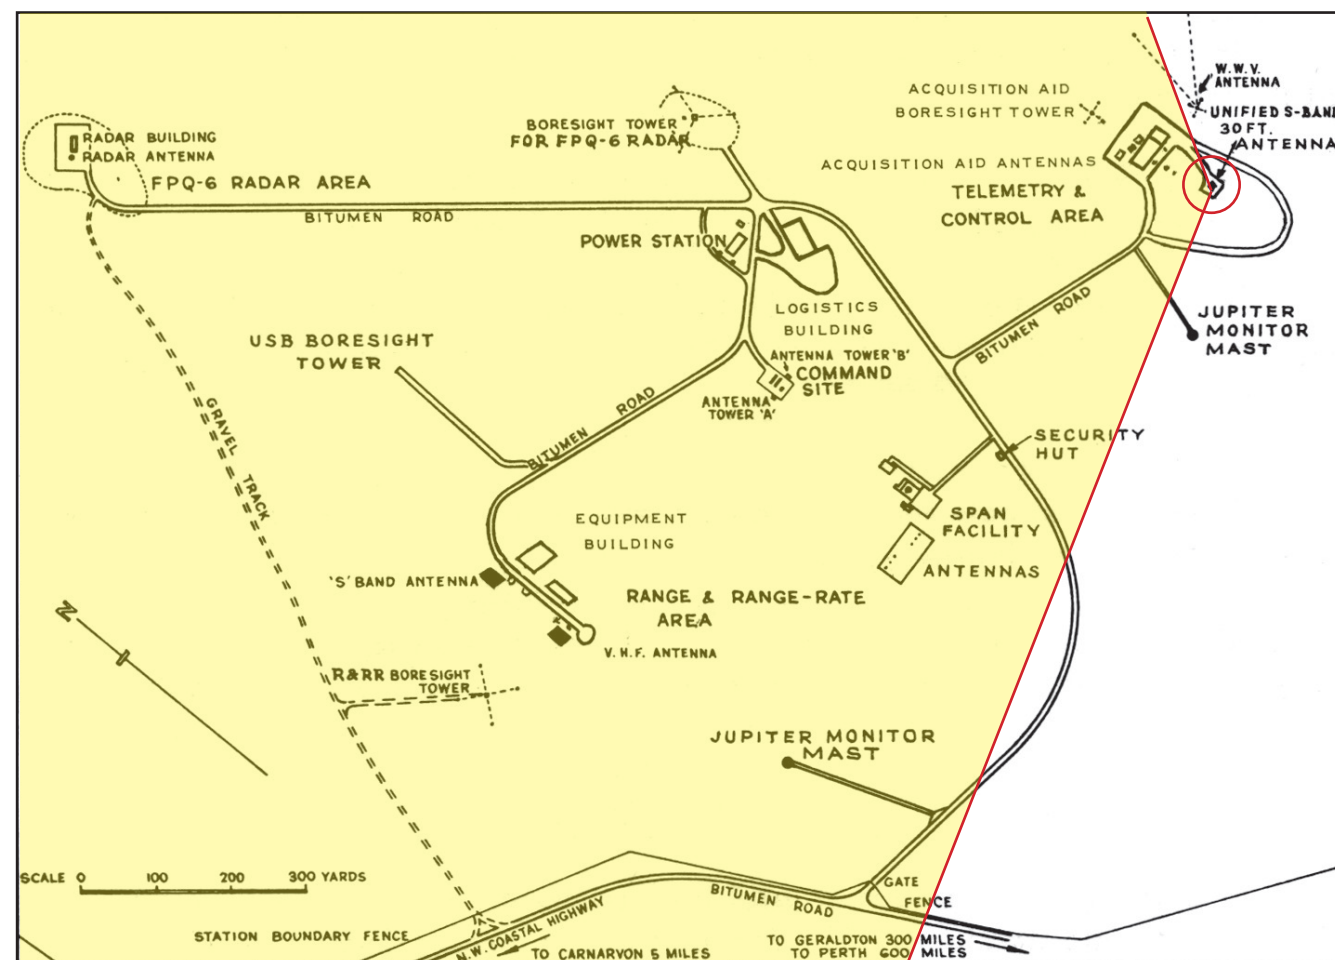 W.W.V.
ANTENNA
ACQUISITION AID
BORESIGHT TOWER
UNIFIED S-BAND
30 FT.
ANTENNA
BORESIGHT TOWER
FOR FPQ-6 RADAR
RADAR BUILDING
RADAR ANTENNA
FPQ-6 RADAR AREA
ACQUISITION AID ANTENNAS
TELEMETRY &
CONTROL AREA
BITUMEN ROAD
POWER STATION
LOGISTICS
BUILDING
BITUMEN ROAD
JUPITER
MONITOR
MAST
USB BORESIGHT
TOWER
ANTENNA TOWER 'B'
COMMAND
SITE
ANTENNA
TOWER 'A'
BITUMEN ROAD
GRAVEL TRACK
SECURITY
HUT
SPAN
FACILITY
EQUIPMENT
BUILDING
ANTENNAS
'S' BAND ANTENNA
RANGE & RANGE-RATE
AREA
V.H.F. ANTENNA
N
R&RR BORESIGHT
TOWER
JUPITER MONITOR
MAST
SCALE 0 100 200 300 YARDS
GATE
FENCE
BITUMEN ROAD
STATION BOUNDARY FENCE
N.W. COASTAL HIGHWAY
TO CARNARVON 5 MILES
TO GERALDTON 300 MILES
TO PERTH 600 MILES